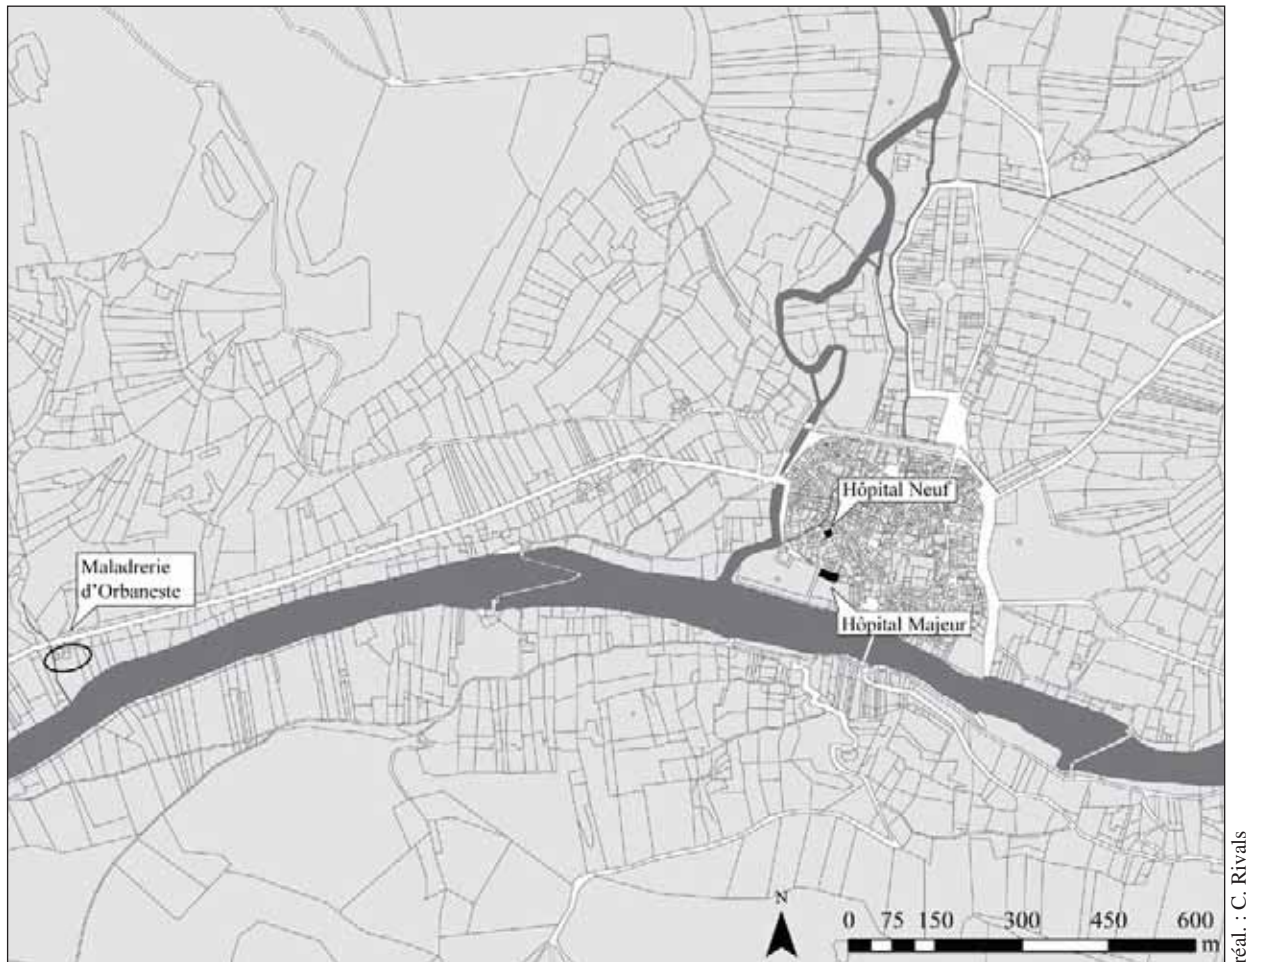 Hôpital Neuf
Maladrerie
d'Orbaneste
Hôpital Majeur
N
0 75 150 300 450 600
m
réal. : C. Rivals